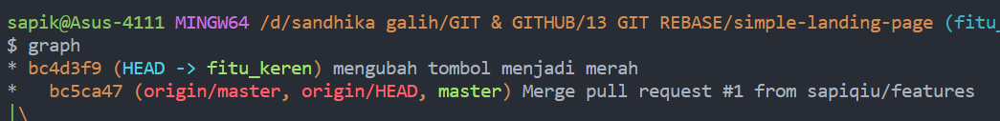 sapik@Asus-4111 MINGW64 /d/sandhika galih/GIT & GITHUB/13 GIT REBASE/simple-landing-page (fitu_
$ graph
* bc4d3f9 (HEAD -> fitu_keren) mengubah tombol menjadi merah
*   bc5ca47 (origin/master, origin/HEAD, master) Merge pull request #1 from sapiqiu/features
|\